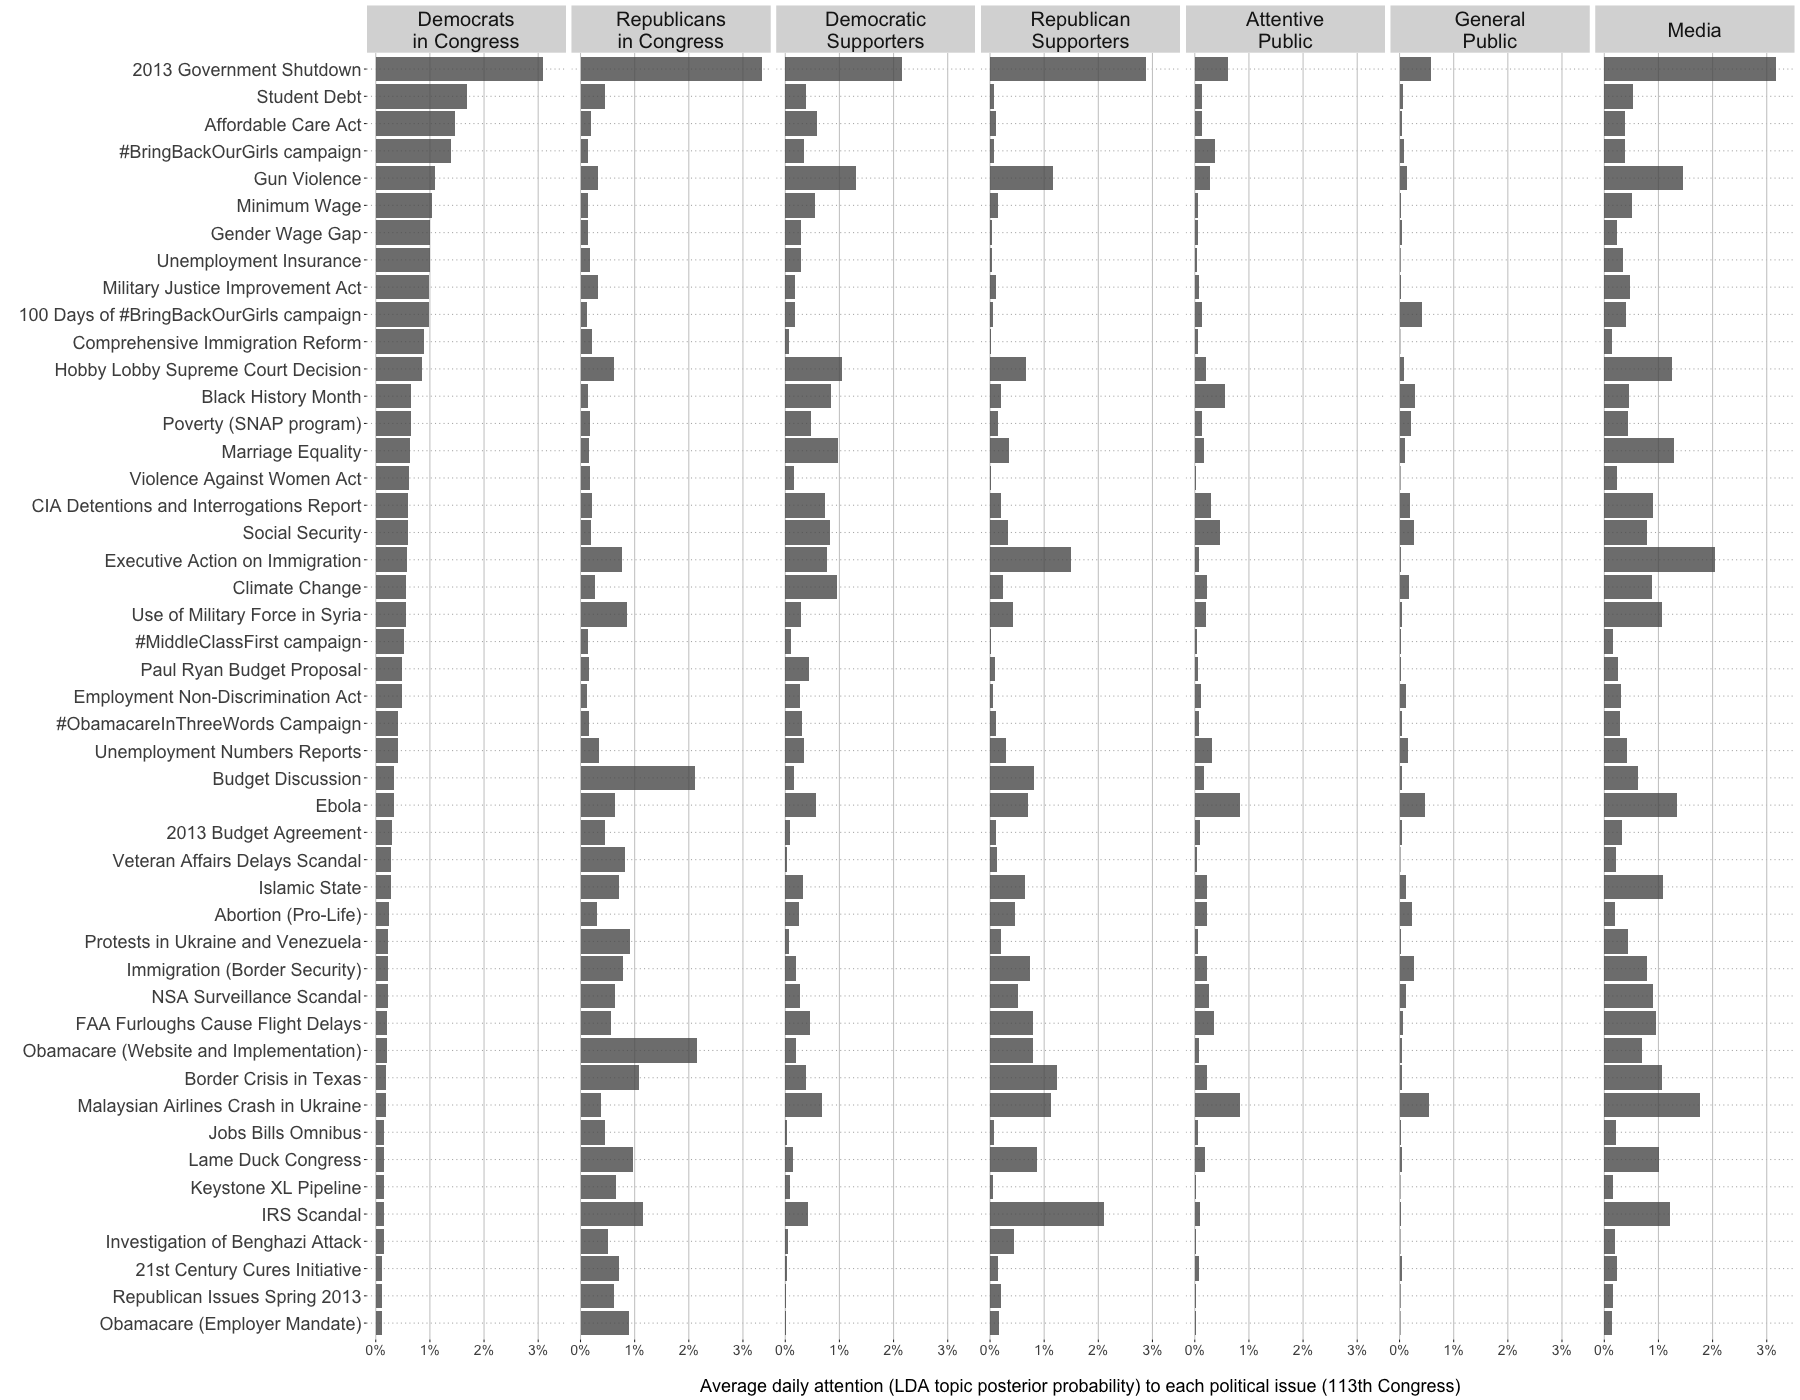 Democrats
in Congress
Republicans
in Congress
Democratic
Supporters
Republican
Supporters
Attentive
Public
General
Public
Media
2013 Government Shutdown
Student Debt
Affordable Care Act
#BringBackOurGirls campaign
Gun Violence
Minimum Wage
Gender Wage Gap
Unemployment Insurance
Military Justice Improvement Act
100 Days of #BringBackOurGirls campaign
Comprehensive Immigration Reform
Hobby Lobby Supreme Court Decision
Black History Month
Poverty (SNAP program)
Marriage Equality
Violence Against Women Act
CIA Detentions and Interrogations Report
Social Security
Executive Action on Immigration
Climate Change
Use of Military Force in Syria
#MiddleClassFirst campaign
Paul Ryan Budget Proposal
Employment Non-Discrimination Act
#ObamacareInThreeWords Campaign
Unemployment Numbers Reports
Budget Discussion
Ebola
2013 Budget Agreement
Veteran Affairs Delays Scandal
Islamic State
Abortion (Pro-Life)
Protests in Ukraine and Venezuela
Immigration (Border Security)
NSA Surveillance Scandal
FAA Furloughs Cause Flight Delays
Obamacare (Website and Implementation)
Border Crisis in Texas
Malaysian Airlines Crash in Ukraine
Jobs Bills Omnibus
Lame Duck Congress
Keystone XL Pipeline
IRS Scandal
Investigation of Benghazi Attack
21st Century Cures Initiative
Republican Issues Spring 2013
Obamacare (Employer Mandate)
0% 1% 2% 3% 0% 1% 2% 3% 0% 1% 2% 3% 0% 1% 2% 3% 0% 1% 2% 3% 0% 1% 2% 3% 0% 1% 2% 3%
Average daily attention (LDA topic posterior probability) to each political issue (113th Congress)